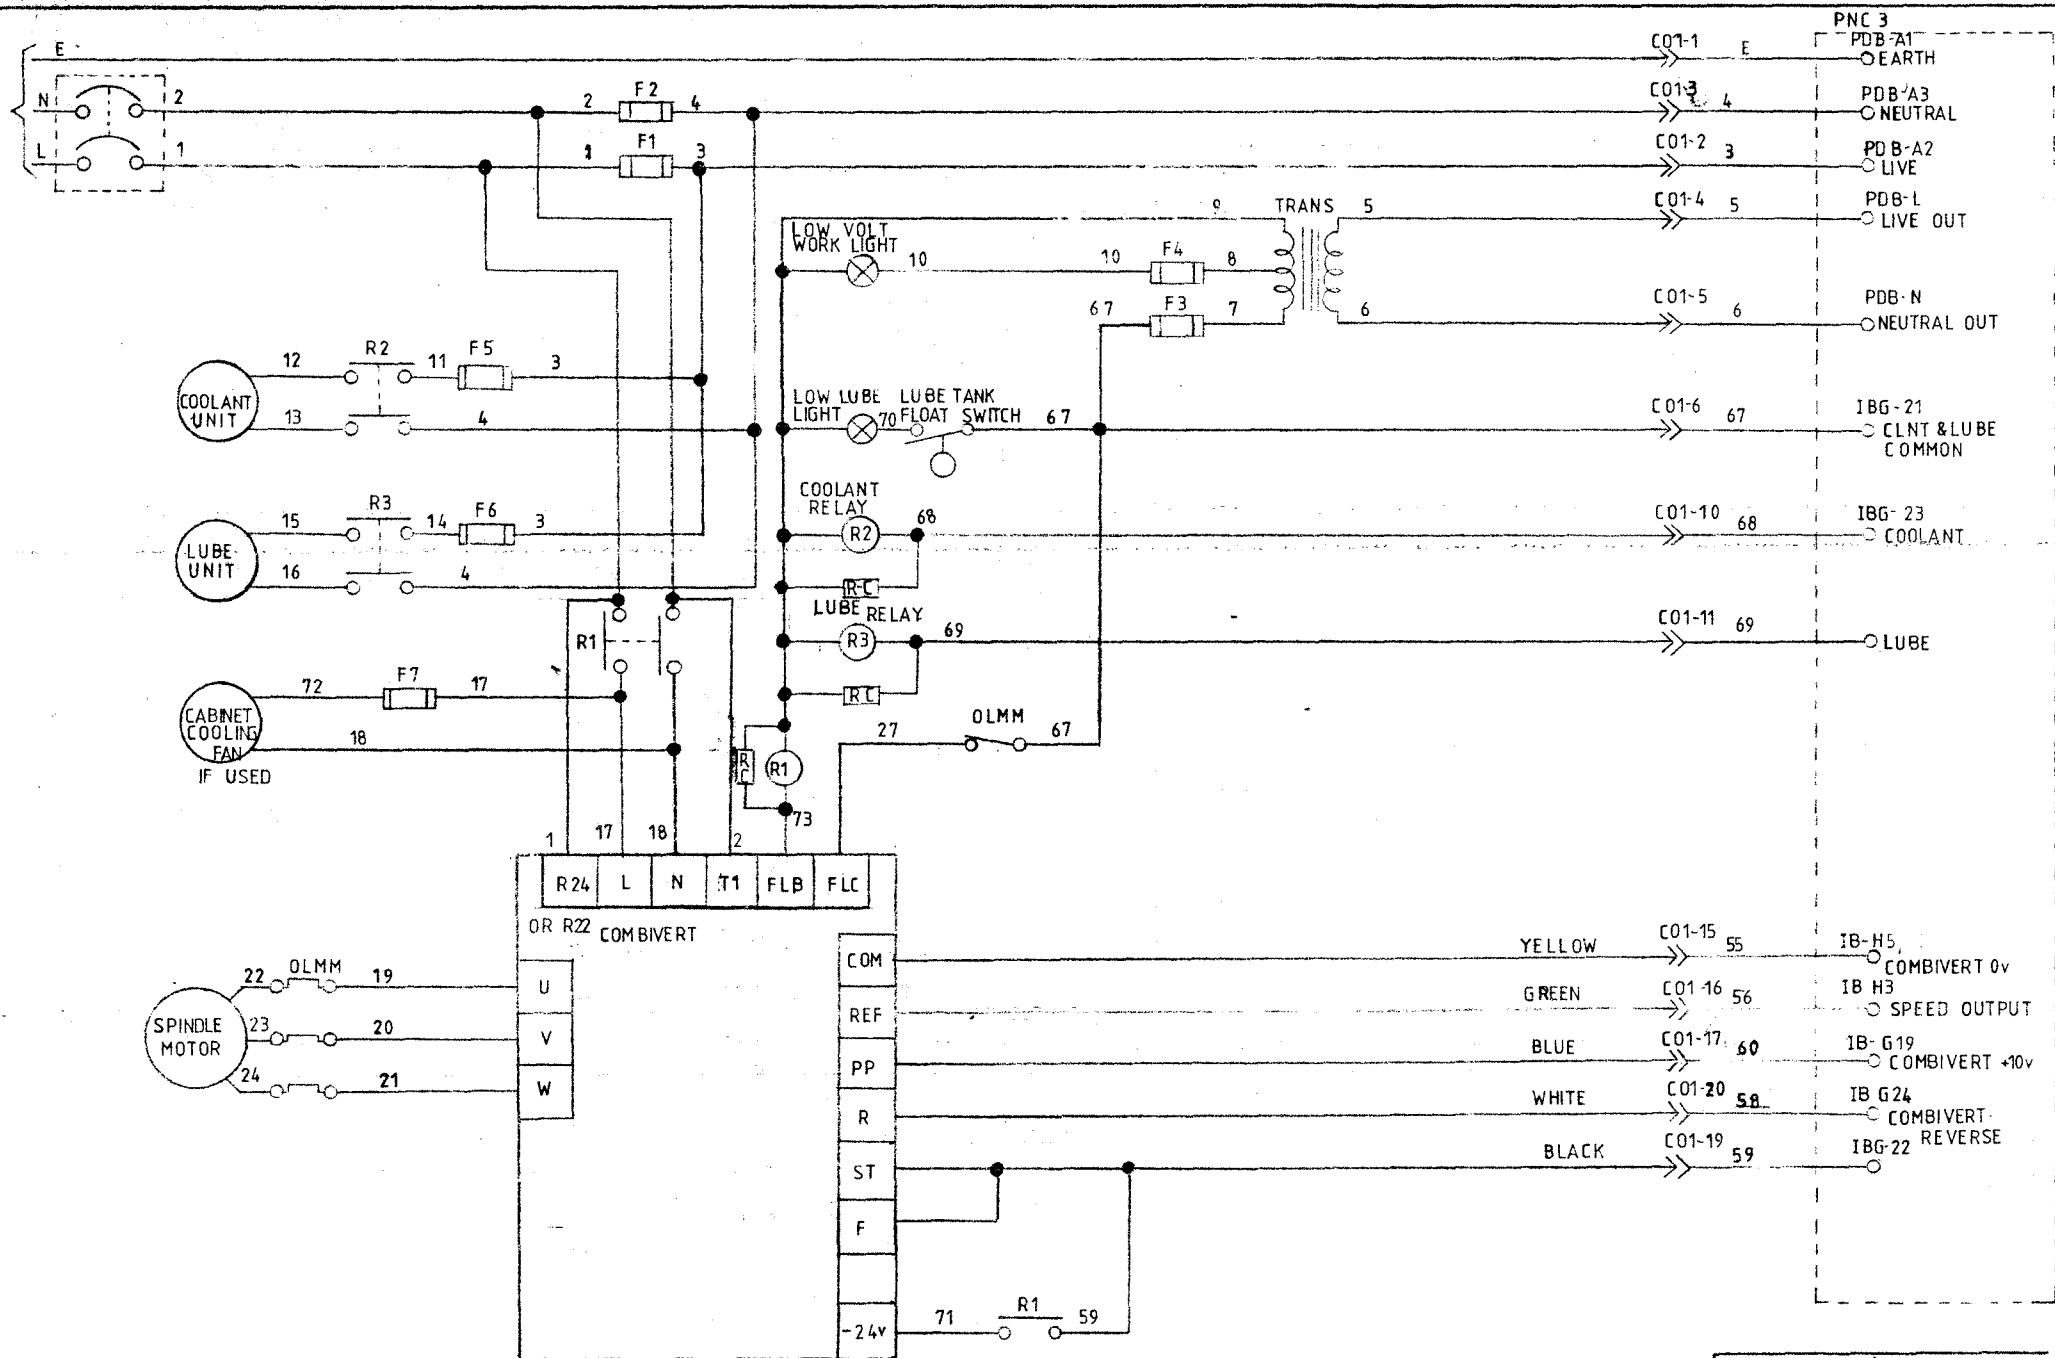 PNC 3
E
C01-1
E
PDB-A1
EARTH
N
2
2
F2
4
C01-3
4
PDB-A3
NEUTRAL
L
1
1
F1
3
C01-2
3
PDB-A2
LIVE
9
TRANS
5
C01-4
5
PDB-L
LIVE OUT
LOW VOLT
WORK LIGHT
10
10
F4
8
67
F3
7
6
C01-5
6
PDB-N
NEUTRAL OUT
12
R2
11
F5
3
COOLANT
UNIT
13
4
LOW LUBE
LIGHT
70
LUBE TANK
FLOAT SWITCH
67
C01-6
67
IBG-21
CLNT & LUBE
COMMON
COOLANT
RELAY
R2
68
C01-10
68
IBG-23
COOLANT
15
R3
14
F6
3
LUBE
UNIT
16
4
R-C
LUBE RELAY
R3
69
C01-11
69
LUBE
RC
R1
72
F7
17
CABINET
COOLING
FAN
IF USED
18
RC
R1
73
27
OLMM
67
1
17
18
2
R24
L
N
T1
FLB
FLC
OR R22
COMBIVERT
COM
YELLOW
C01-15
55
IB-H5
COMBIVERT 0v
22
OLMM
19
U
REF
GREEN
C01-16
56
IB H3
SPEED OUTPUT
SPINDLE
MOTOR
23
20
V
PP
BLUE
C01-17
60
IB-G19
COMBIVERT +10v
24
21
W
R
WHITE
C01-20
58
IB G24
COMBIVERT
REVERSE
ST
BLACK
C01-19
59
IBG-22
F
-24v
71
R1
59